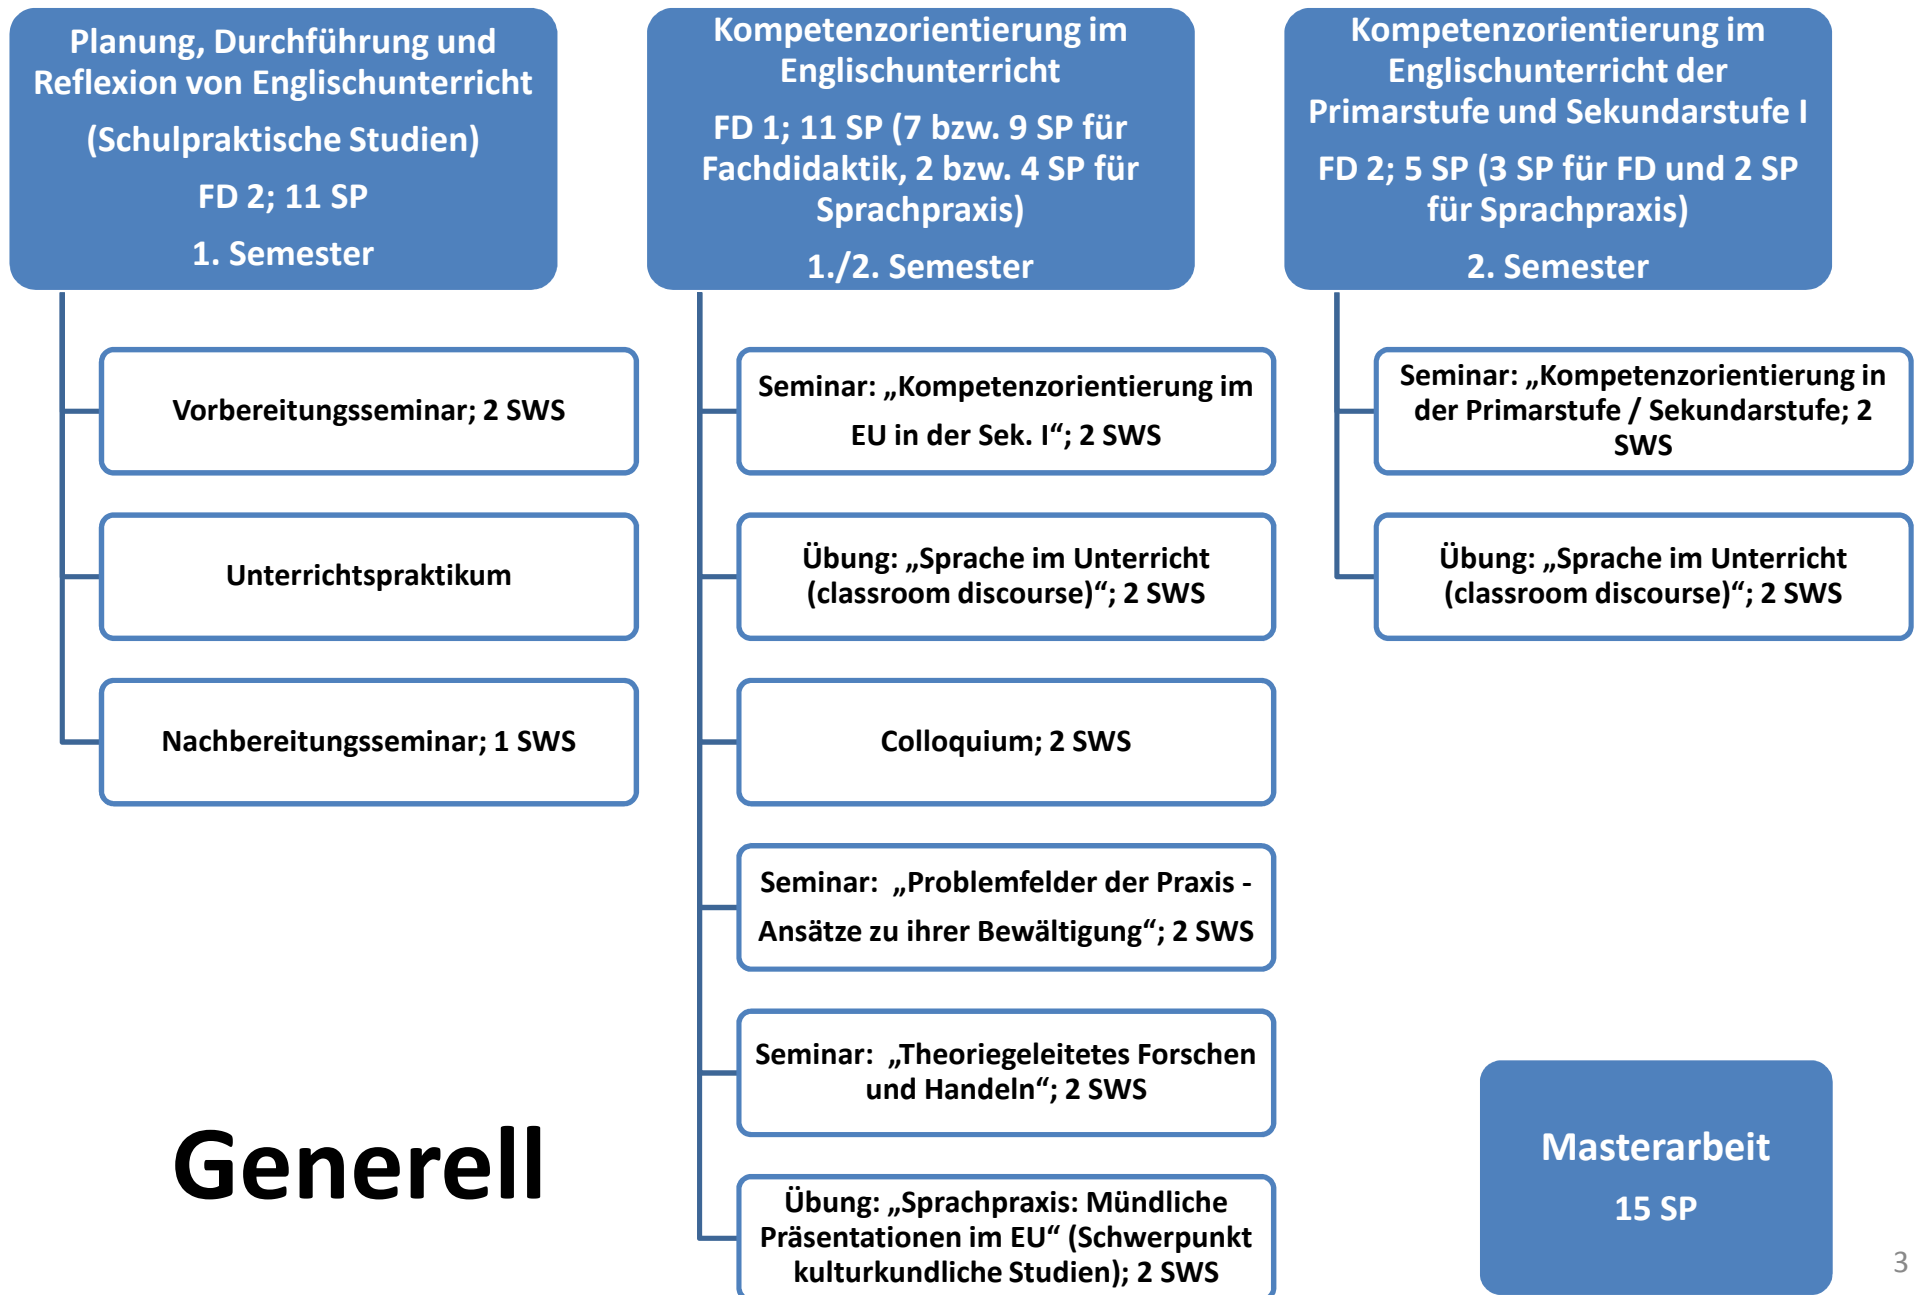 Planung, Durchführung und
Reflexion von Englischunterricht
(Schulpraktische Studien)
FD 2; 11 SP
1. Semester
Vorbereitungsseminar; 2 SWS
Unterrichtspraktikum
Nachbereitungsseminar; 1 SWS
Kompetenzorientierung im
Englischunterricht
FD 1; 11 SP (7 bzw. 9 SP für
Fachdidaktik, 2 bzw. 4 SP für
Sprachpraxis)
1./2. Semester
Seminar: „Kompetenzorientierung im
EU in der Sek. I“; 2 SWS
Übung: „Sprache im Unterricht
(classroom discourse)“; 2 SWS
Colloquium; 2 SWS
Seminar: „Problemfelder der Praxis -
Ansätze zu ihrer Bewältigung“; 2 SWS
Seminar: „Theoriegeleitetes Forschen
und Handeln“; 2 SWS
Übung: „Sprachpraxis: Mündliche
Präsentationen im EU“ (Schwerpunkt
kulturkundliche Studien); 2 SWS
Kompetenzorientierung im
Englischunterricht der
Primarstufe und Sekundarstufe I
FD 2; 5 SP (3 SP für FD und 2 SP
für Sprachpraxis)
2. Semester
Seminar: „Kompetenzorientierung in
der Primarstufe / Sekundarstufe; 2
SWS
Übung: „Sprache im Unterricht
(classroom discourse)“; 2 SWS
Generell
Masterarbeit
15 SP
3